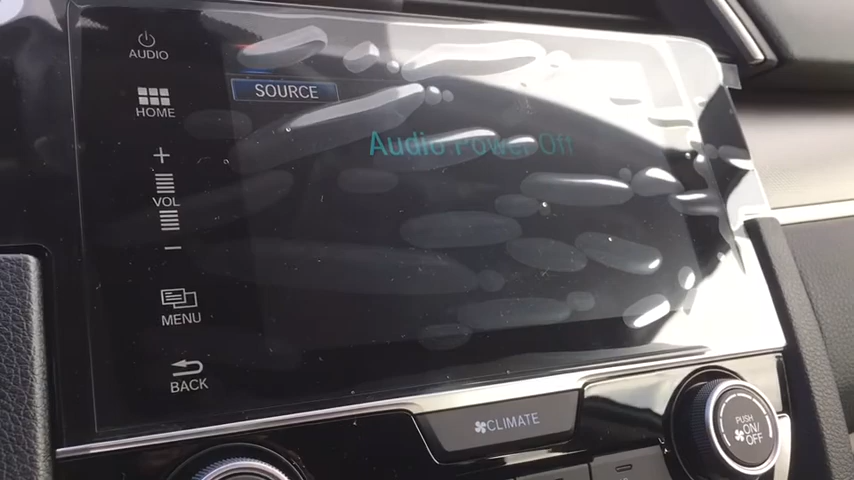 AUDIO
SOURCE
HOME
Audio Power Off
+
VOL
−
MENU
BACK
CLIMATE
PUSH
ON/
OFF